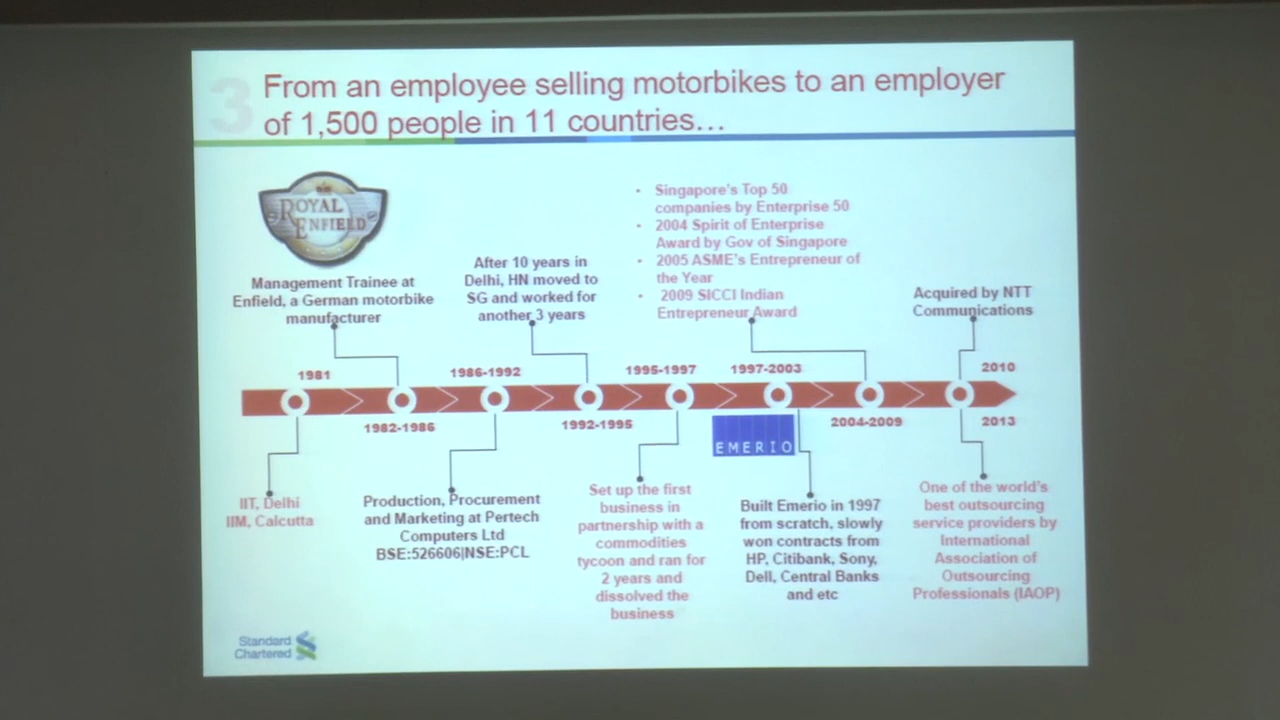 3
From an employee selling motorbikes to an employer
of 1,500 people in 11 countries...
ROYAL
ENFIELD
Management Trainee at
Enfield, a German motorbike
manufacturer
After 10 years in
Delhi, HN moved to
SG and worked for
another 3 years
• Singapore's Top 50
companies by Enterprise 50
• 2004 Spirit of Enterprise
Award by Gov of Singapore
• 2005 ASME's Entrepreneur of
the Year
• 2009 SICCI Indian
Entrepreneur Award
Acquired by NTT
Communications
1981
1986-1992
1995-1997
1997-2003
2010
1982-1986
1992-1995
2004-2009
2013
EMERIO
IIT, Delhi
IIM, Calcutta
Production, Procurement
and Marketing at Pertech
Computers Ltd
BSE:526606|NSE:PCL
Set up the first
business in
partnership with a
commodities
tycoon and ran for
2 years and
dissolved the
business
Built Emerio in 1997
from scratch, slowly
won contracts from
HP, Citibank, Sony,
Dell, Central Banks
and etc
One of the world's
best outsourcing
service providers by
International
Association of
Outsourcing
Professionals (IAOP)
Standard
Chartered